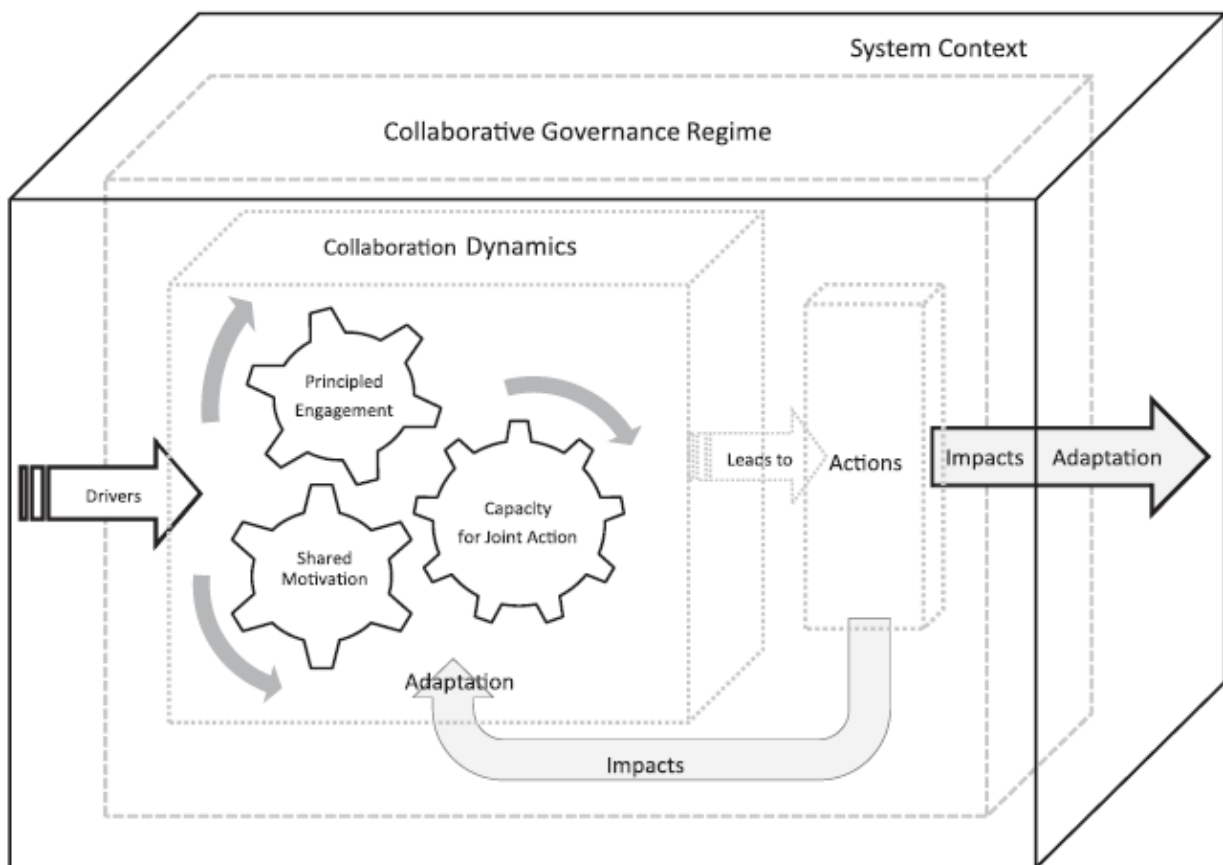 System Context
Collaborative Governance Regime
Collaboration Dynamics
Principled
Engagement
Drivers
Shared
Motivation
Capacity
for Joint Action
Leads to
Actions
Impacts
Adaptation
Adaptation
Impacts